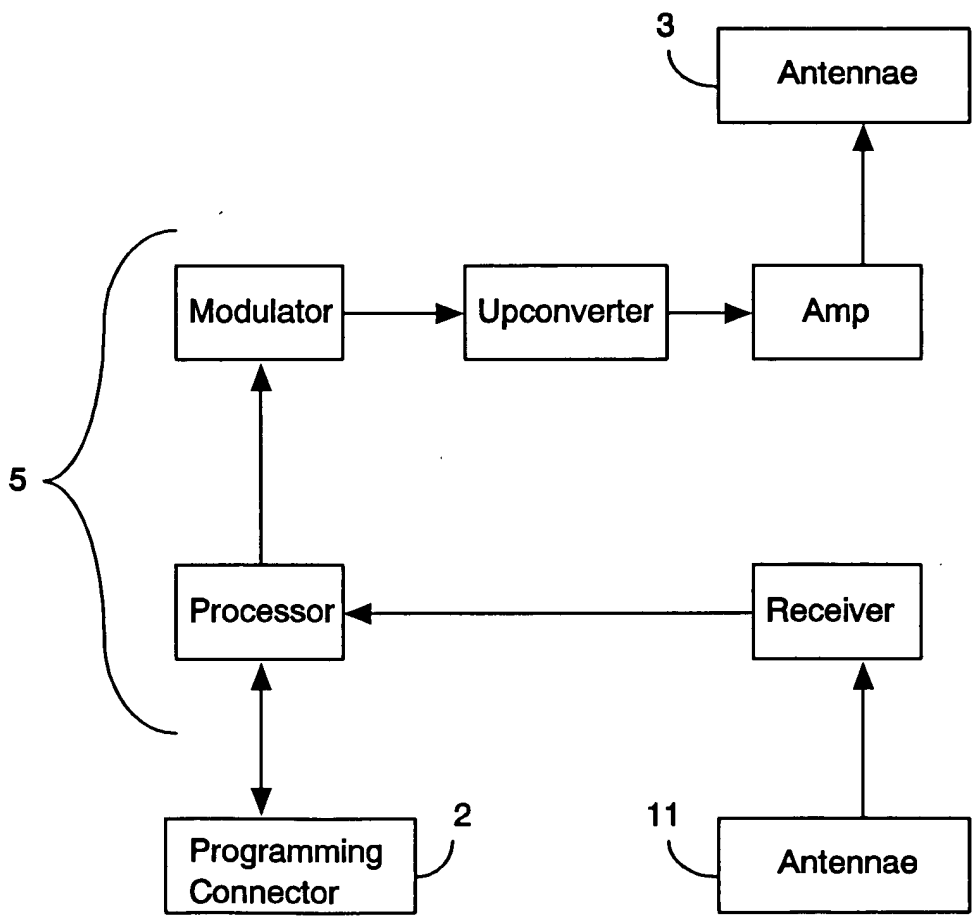 3
Antennae
Modulator
Upconverter
Amp
5
Processor
Receiver
2
11
Programming
Connector
Antennae